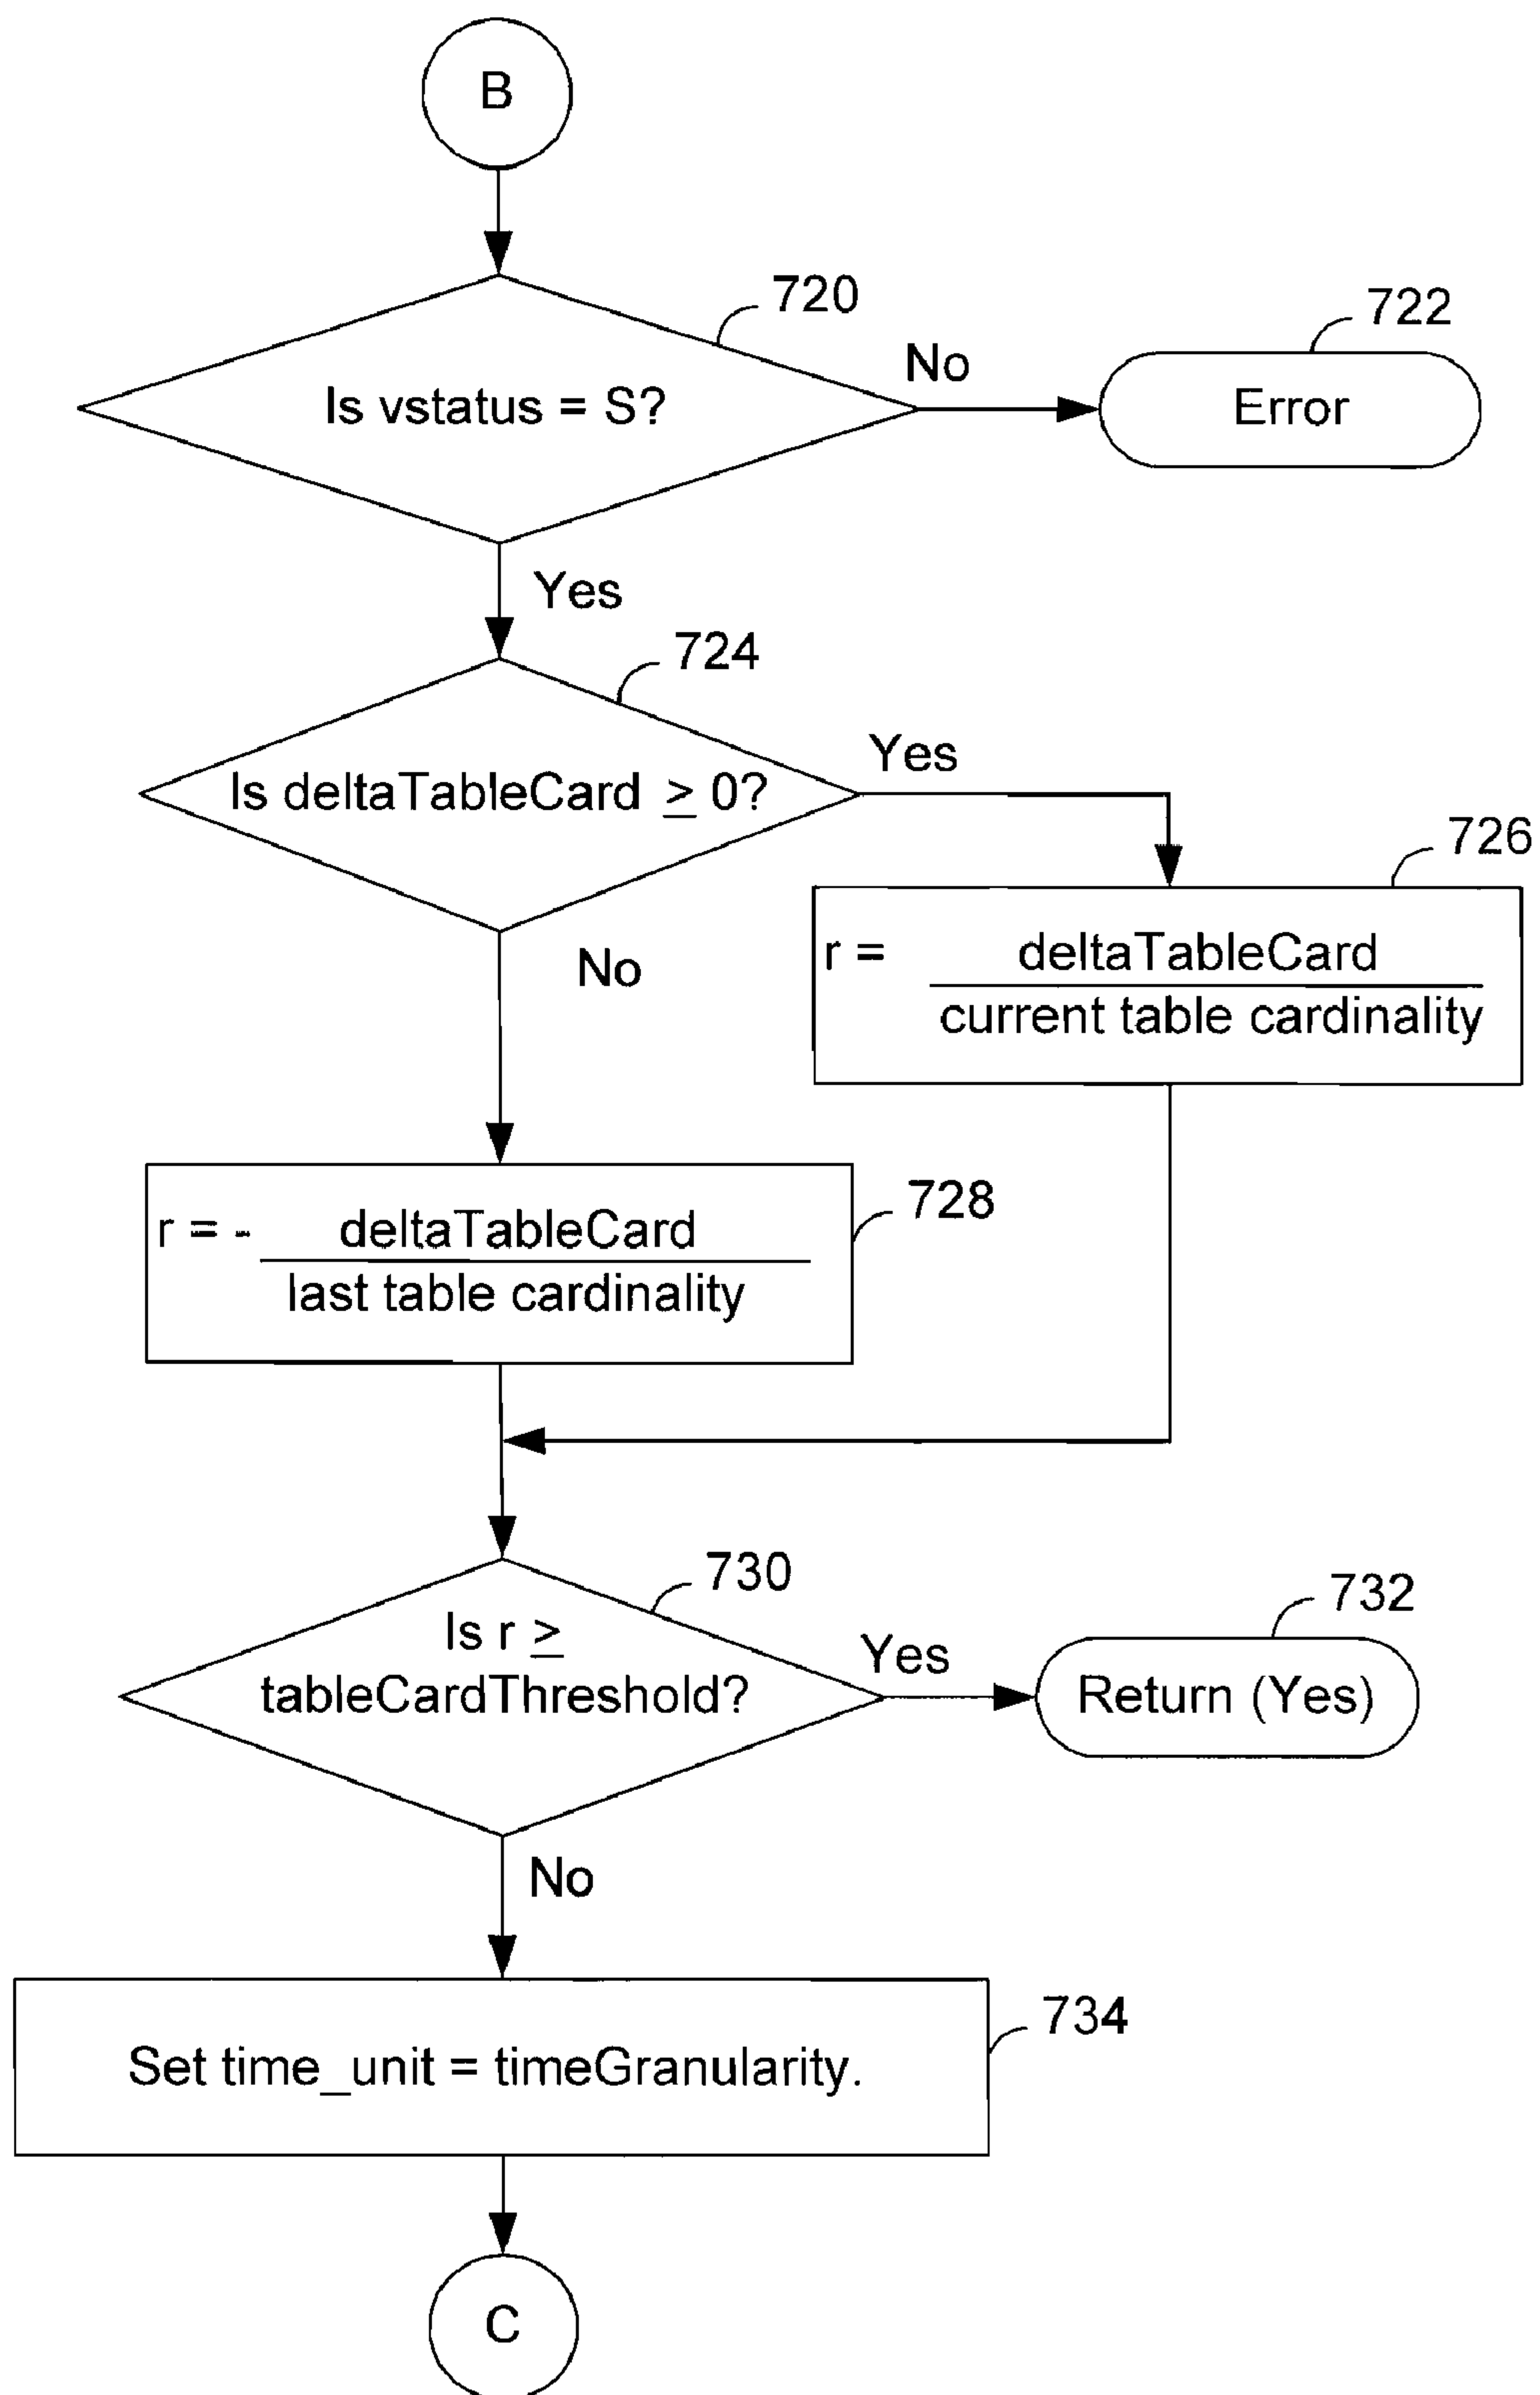 B
720
722
No
Is vstatus = S?
Error
Yes
724
Yes
Is deltaTableCard ≥ 0?
726
No
r = deltaTableCard
current table cardinality
728
r = - deltaTableCard
last table cardinality
730
732
Is r ≥
Yes
tableCardThreshold?
Return (Yes)
No
734
Set time_unit = timeGranularity.
C